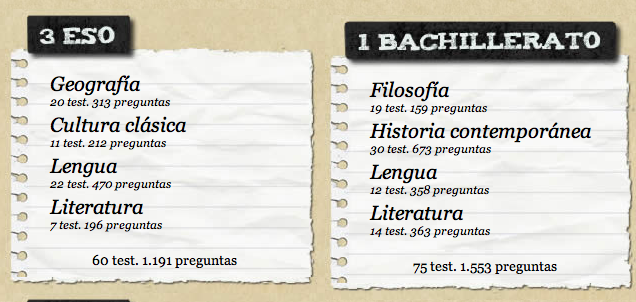 3 ESO
Geografía
20 test. 313 preguntas
Cultura clásica
11 test. 212 preguntas
Lengua
22 test. 470 preguntas
Literatura
7 test. 196 preguntas
60 test. 1.191 preguntas
1 BACHILLERATO
Filosofía
19 test. 159 preguntas
Historia contemporánea
30 test. 673 preguntas
Lengua
12 test. 358 preguntas
Literatura
14 test. 363 preguntas
75 test. 1.553 preguntas